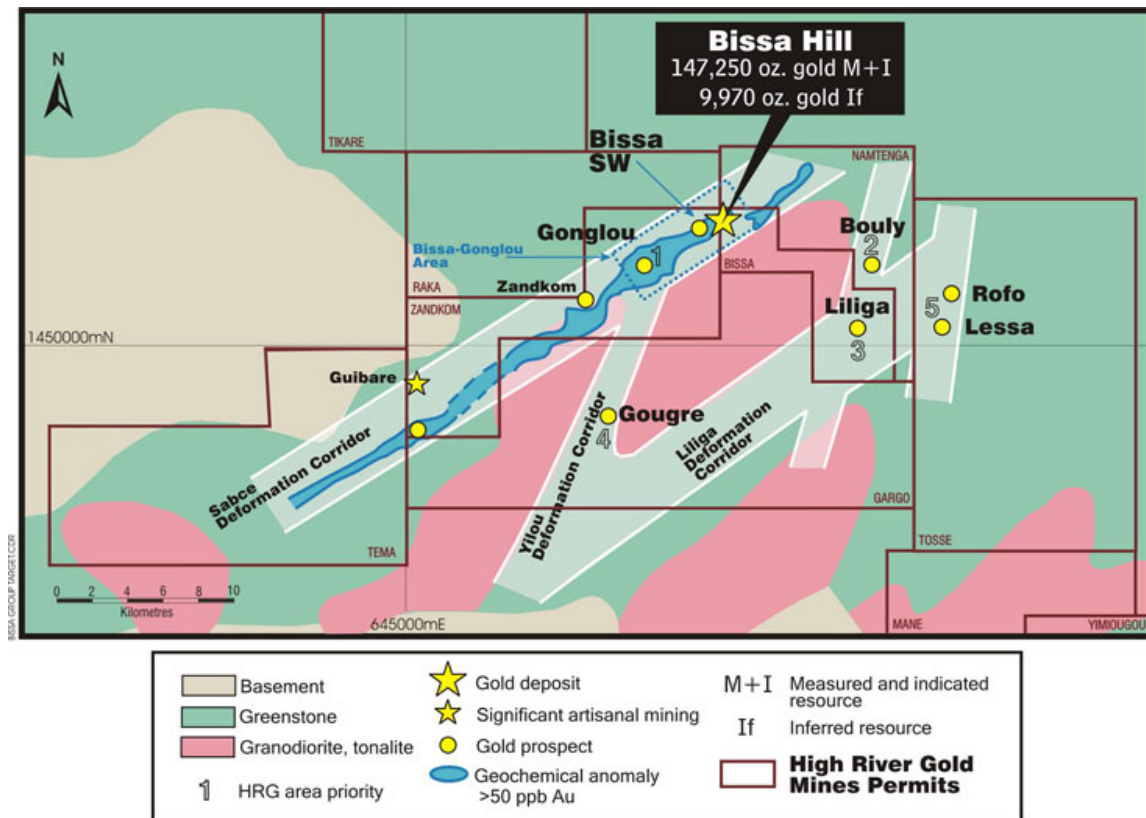 Bissa Hill
147,250 oz. gold M+I
9,970 oz. gold If
N
TIKARE
Bissa
SW
NAMTENGA
Gonglou
Bouly
2
Bissa-Gonglou
Area
1
BISSA
RAKA
Zandkom
ZANDKOM
Liliga
3
5
Rofo
Lessa
1450000mN
Guibare
Gougre
4
Sabce
Deformation Corridor
Yilou
Deformation Corridor
Liliga
Deformation
Corridor
GARGO
TEMA
TOSSE
0 2 4 6 8 10
Kilometres
645000mE
MANE
YIMIOUGOU
BISSA GROUP TARGET.CDR
Basement
Greenstone
Granodiorite, tonalite
1 HRG area priority
Gold deposit
Significant artisanal mining
Gold prospect
Geochemical anomaly
>50 ppb Au
M+I Measured and indicated
resource
If Inferred resource
High River Gold
Mines Permits